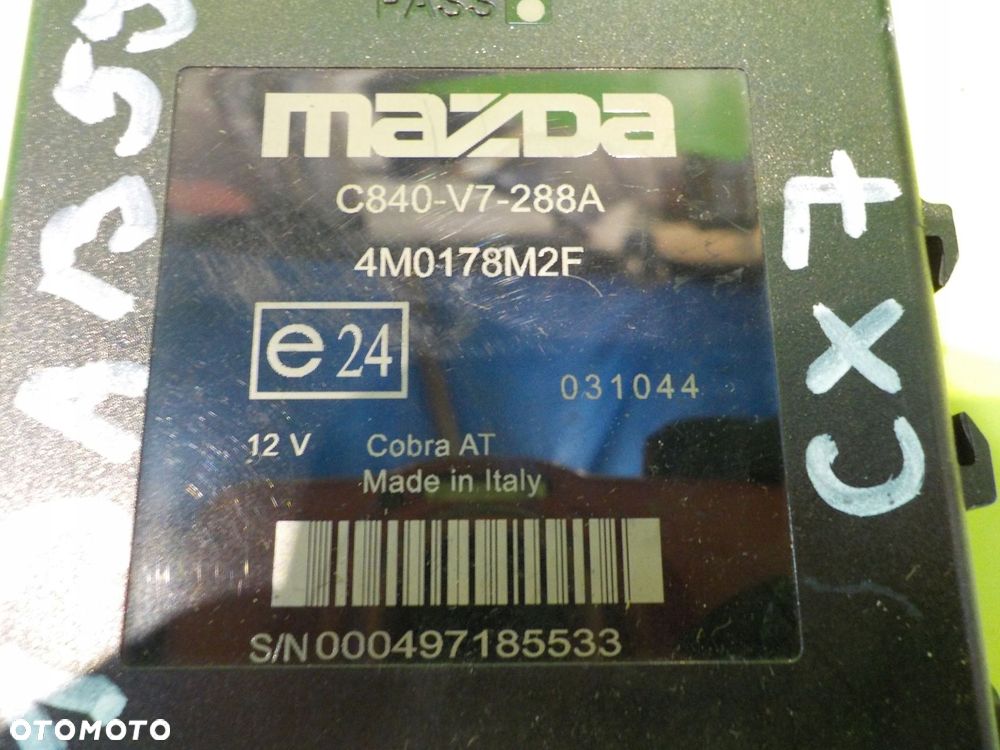 PASS
mazda
C840-V7-288A
4M0178M2F
e 24
031044
12 V Cobra AT
Made in Italy
S/N 000497185533
CX7
OTOMOTO